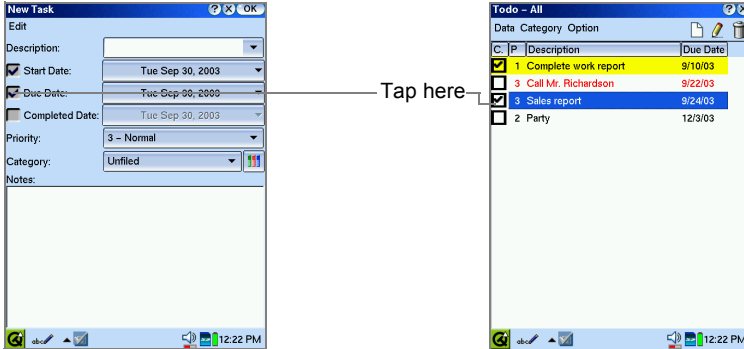 New Task
? X OK
Edit
Description:
Start Date: Tue Sep 30, 2003
Due Date: Tue Sep 30, 2003
Completed Date: Tue Sep 30, 2003
Priority: 3 – Normal
Category: Unfiled
Notes:
abc
12:22 PM
Tap here
Todo – All
? X
Data Category Option
C. P Description Due Date
1 Complete work report 9/10/03
3 Call Mr. Richardson 9/22/03
3 Sales report 9/24/03
2 Party 12/3/03
abc
12:22 PM